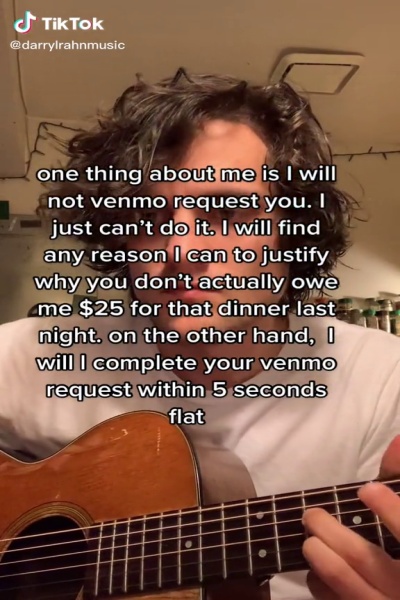 TikTok
@darrylrahnmusic
one thing about me is I will
not venmo request you. I
just can't do it. I will find
any reason I can to justify
why you don't actually owe
me $25 for that dinner last
night. on the other hand, I
will I complete your venmo
request within 5 seconds
flat